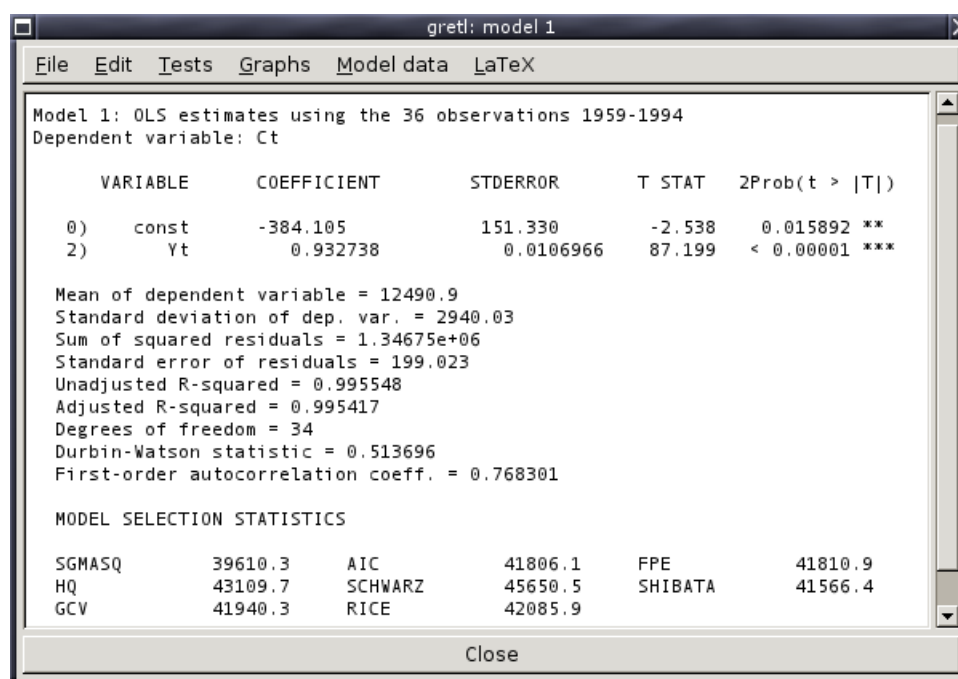 gretl: model 1
File Edit Tests Graphs Model data LaTeX
Model 1: OLS estimates using the 36 observations 1959-1994
Dependent variable: Ct
VARIABLE COEFFICIENT STDERROR T STAT 2Prob(t > |T|)
0) const -384.105 151.330 -2.538 0.015892 **
2) Yt 0.932738 0.0106966 87.199 < 0.00001 ***
Mean of dependent variable = 12490.9
Standard deviation of dep. var. = 2940.03
Sum of squared residuals = 1.34675e+06
Standard error of residuals = 199.023
Unadjusted R-squared = 0.995548
Adjusted R-squared = 0.995417
Degrees of freedom = 34
Durbin-Watson statistic = 0.513696
First-order autocorrelation coeff. = 0.768301
MODEL SELECTION STATISTICS
SGMASQ 39610.3 AIC 41806.1 FPE 41810.9
HQ 43109.7 SCHWARZ 45650.5 SHIBATA 41566.4
GCV 41940.3 RICE 42085.9
Close